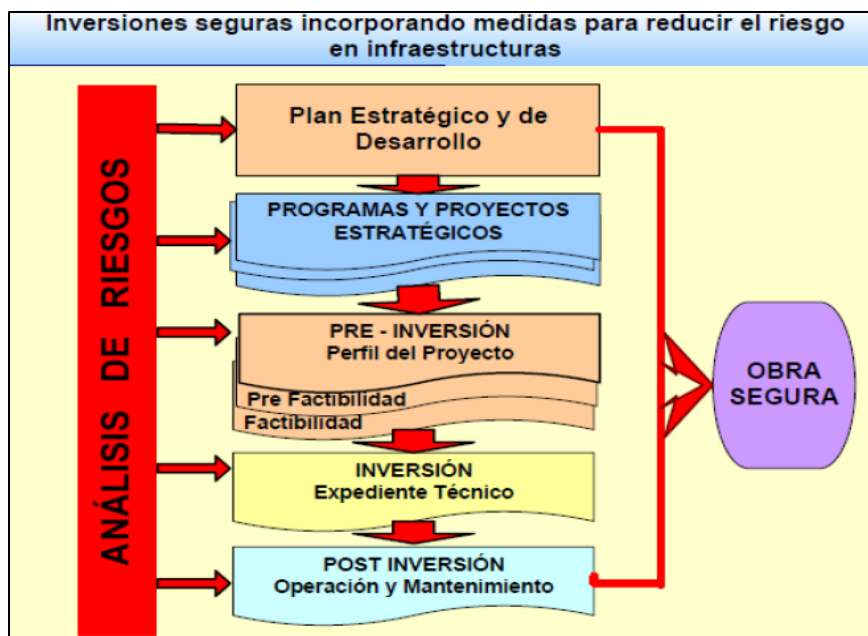 Inversiones seguras incorporando medidas para reducir el riesgo
en infraestructuras
ANÁLISIS DE RIESGOS
Plan Estratégico y de
Desarrollo
PROGRAMAS Y PROYECTOS
ESTRATÉGICOS
PRE - INVERSIÓN
Perfil del Proyecto
Pre Factibilidad
Factibilidad
INVERSIÓN
Expediente Técnico
POST INVERSIÓN
Operación y Mantenimiento
OBRA
SEGURA